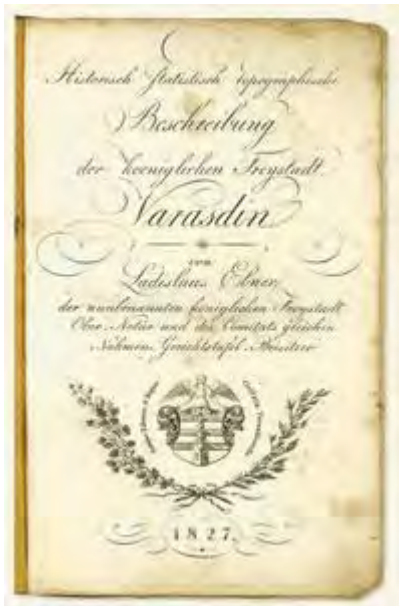 Historisch statistisch topographische
Beschreibung
der koeniglichen Freystadt
Varasdin
von
Ladislaus Ebner,
der nunbenannten königlichen Freystadt
Ober Notär und des Comitats gleichen
Nahmens Gerichtstafel Beisitzer
1827.